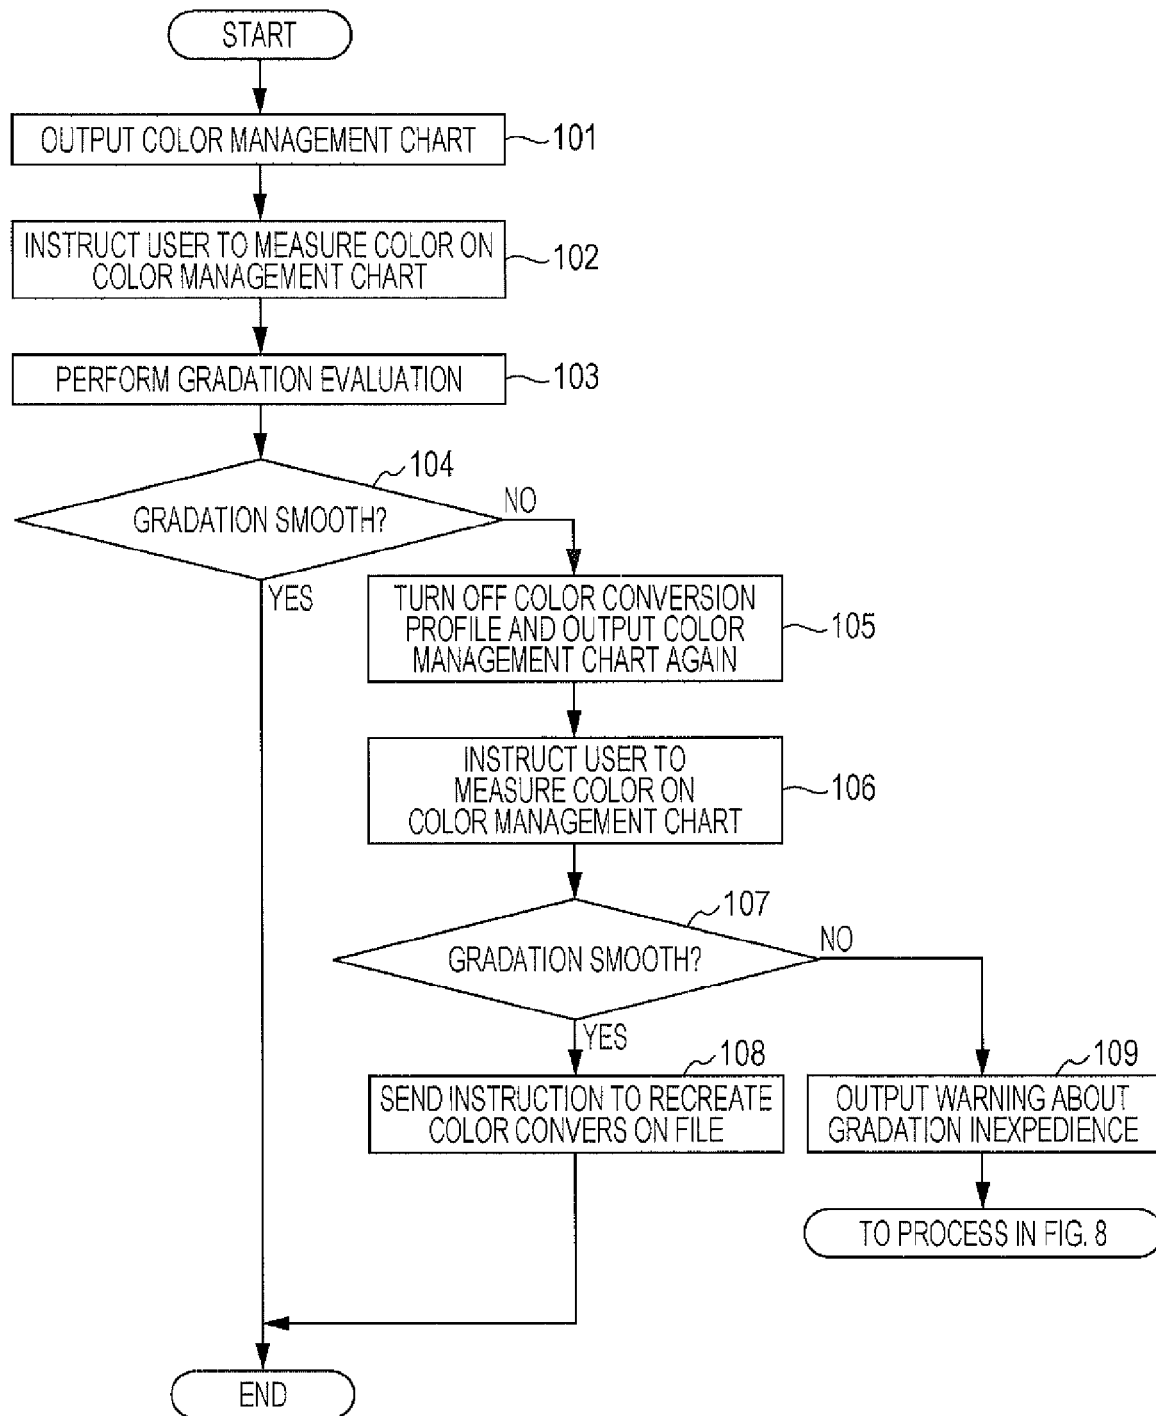 START
OUTPUT COLOR MANAGEMENT CHART
101
INSTRUCT USER TO MEASURE COLOR ON
COLOR MANAGEMENT CHART
102
PERFORM GRADATION EVALUATION
103
104
GRADATION SMOOTH?
NO
YES
TURN OFF COLOR CONVERSION
PROFILE AND OUTPUT COLOR
MANAGEMENT CHART AGAIN
105
INSTRUCT USER TO
MEASURE COLOR ON
COLOR MANAGEMENT CHART
106
107
GRADATION SMOOTH?
NO
YES
108
SEND INSTRUCTION TO RECREATE
COLOR CONVERS ON FILE
109
OUTPUT WARNING ABOUT
GRADATION INEXPEDIENCE
TO PROCESS IN FIG. 8
END